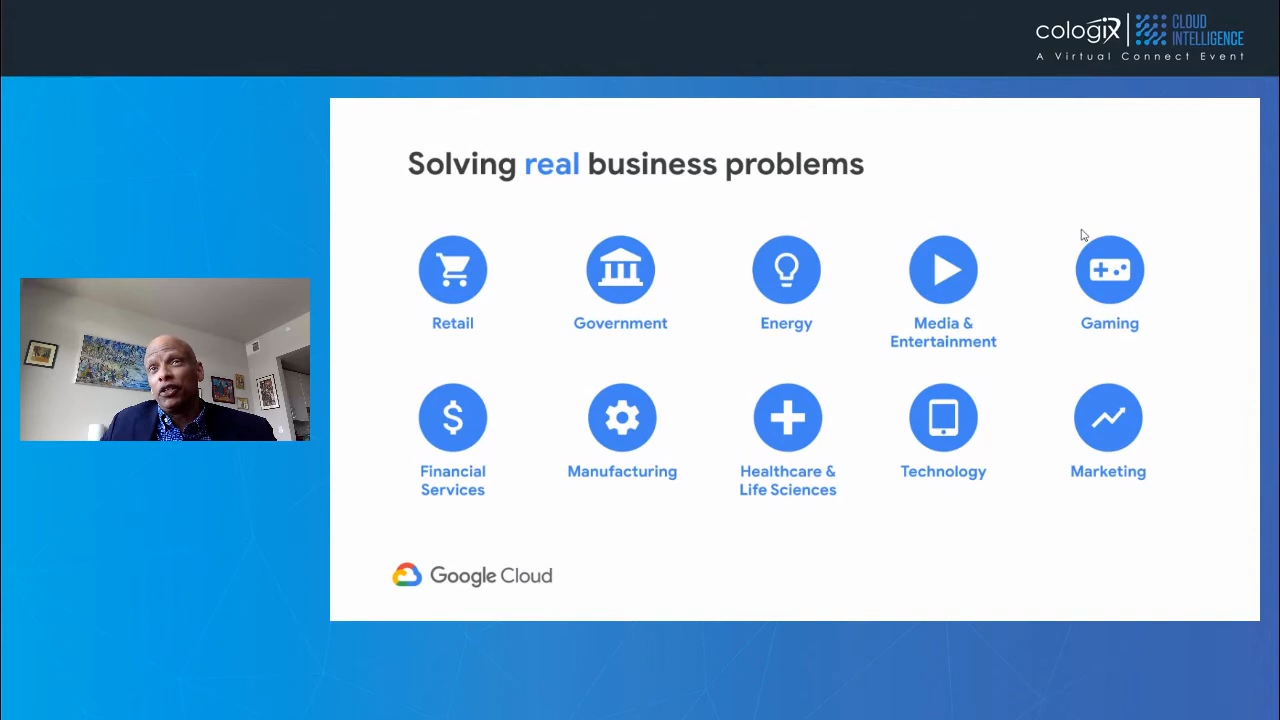 cologix
CLOUD
INTELLIGENCE
A Virtual Connect Event
Solving real business problems
Retail
Government
Energy
Media &
Entertainment
Gaming
Financial
Services
Manufacturing
Healthcare &
Life Sciences
Technology
Marketing
Google Cloud